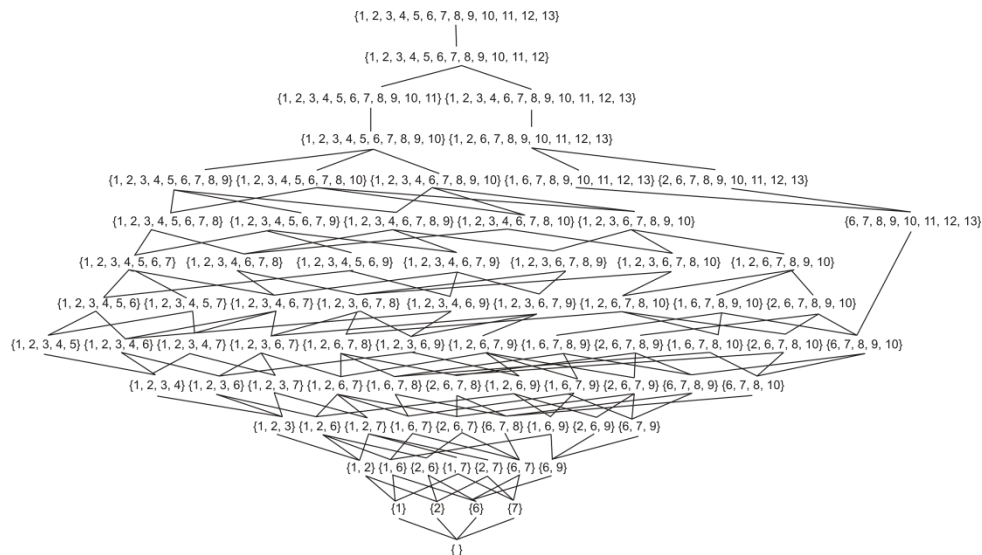 {1, 2, 3, 4, 5, 6, 7, 8, 9, 10, 11, 12, 13}
{1, 2, 3, 4, 5, 6, 7, 8, 9, 10, 11, 12}
{1, 2, 3, 4, 5, 6, 7, 8, 9, 10, 11} {1, 2, 3, 4, 6, 7, 8, 9, 10, 11, 12, 13}
{1, 2, 3, 4, 5, 6, 7, 8, 9, 10} {1, 2, 6, 7, 8, 9, 10, 11, 12, 13}
{1, 2, 3, 4, 5, 6, 7, 8, 9} {1, 2, 3, 4, 5, 6, 7, 8, 10} {1, 2, 3, 4, 6, 7, 8, 9, 10} {1, 6, 7, 8, 9, 10, 11, 12, 13} {2, 6, 7, 8, 9, 10, 11, 12, 13}
{1, 2, 3, 4, 5, 6, 7, 8} {1, 2, 3, 4, 5, 6, 7, 9} {1, 2, 3, 4, 6, 7, 8, 9} {1, 2, 3, 4, 6, 7, 8, 10} {1, 2, 3, 6, 7, 8, 9, 10} {6, 7, 8, 9, 10, 11, 12, 13}
{1, 2, 3, 4, 5, 6, 7} {1, 2, 3, 4, 6, 7, 8} {1, 2, 3, 4, 5, 6, 9} {1, 2, 3, 4, 6, 7, 9} {1, 2, 3, 6, 7, 8, 9} {1, 2, 3, 6, 7, 8, 10} {1, 2, 6, 7, 8, 9, 10}
{1, 2, 3, 4, 5, 6} {1, 2, 3, 4, 5, 7} {1, 2, 3, 4, 6, 7} {1, 2, 3, 6, 7, 8} {1, 2, 3, 4, 6, 9} {1, 2, 3, 6, 7, 9} {1, 2, 6, 7, 8, 10} {1, 6, 7, 8, 9, 10} {2, 6, 7, 8, 9, 10}
{1, 2, 3, 4, 5} {1, 2, 3, 4, 6} {1, 2, 3, 4, 7} {1, 2, 3, 6, 7} {1, 2, 6, 7, 8} {1, 2, 3, 6, 9} {1, 2, 6, 7, 9} {1, 6, 7, 8, 9} {2, 6, 7, 8, 9} {1, 6, 7, 8, 10} {2, 6, 7, 8, 10} {6, 7, 8, 9, 10}
{1, 2, 3, 4} {1, 2, 3, 6} {1, 2, 3, 7} {1, 2, 6, 7} {1, 6, 7, 8} {2, 6, 7, 8} {1, 2, 6, 9} {1, 6, 7, 9} {2, 6, 7, 9} {6, 7, 8, 9} {6, 7, 8, 10}
{1, 2, 3} {1, 2, 6} {1, 2, 7} {1, 6, 7} {2, 6, 7} {6, 7, 8} {1, 6, 9} {2, 6, 9} {6, 7, 9}
{1, 2} {1, 6} {2, 6} {1, 7} {2, 7} {6, 7} {6, 9}
{1} {2} {6} {7}
{ }